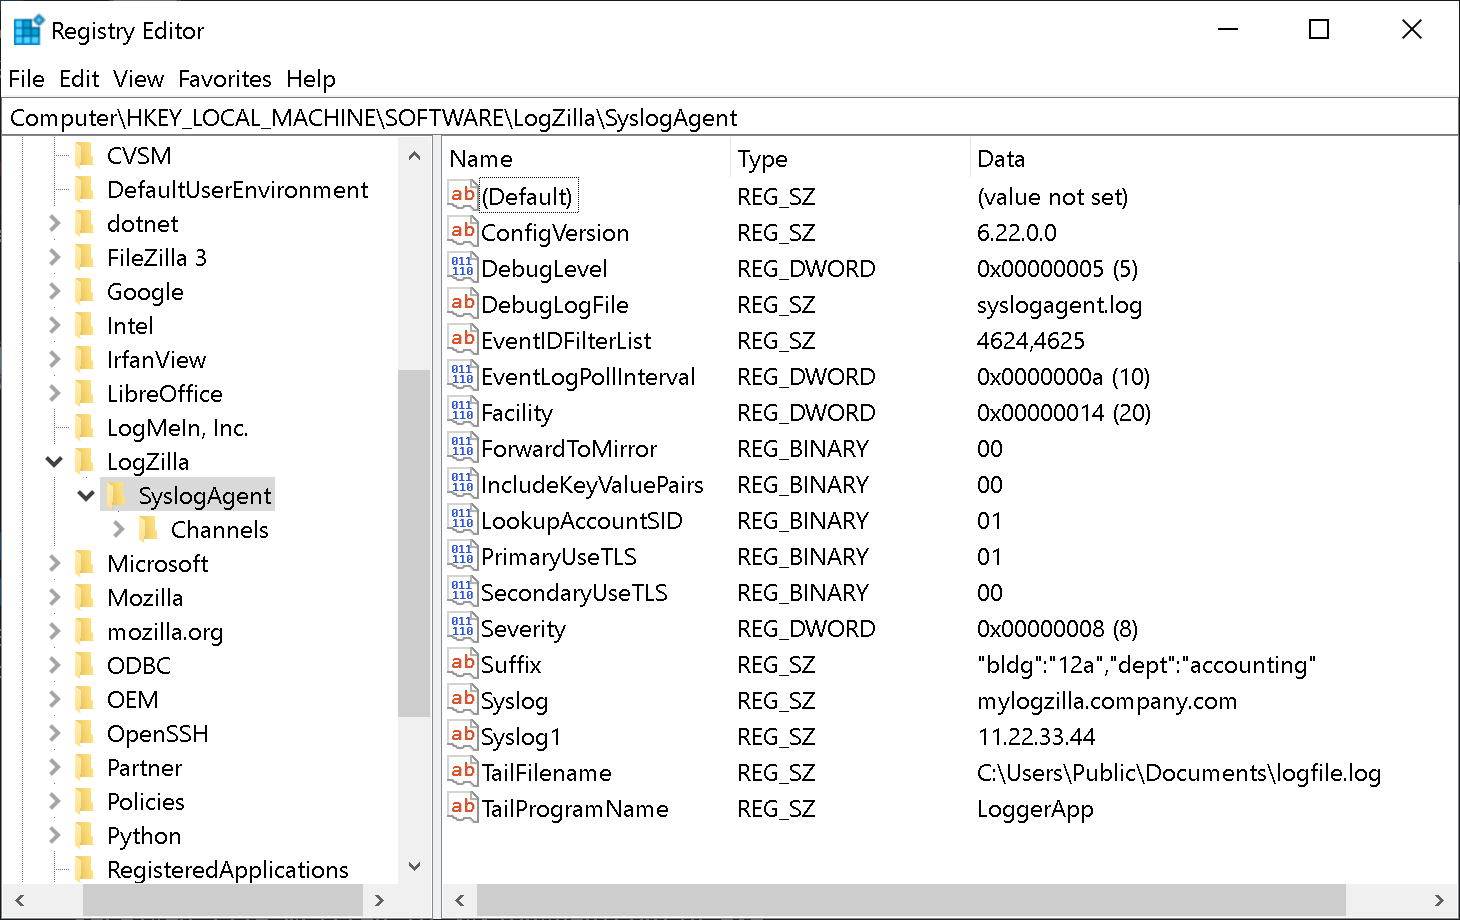 Registry Editor
File Edit View Favorites Help
Computer\HKEY_LOCAL_MACHINE\SOFTWARE\LogZilla\SyslogAgent
CVSM
DefaultUserEnvironment
dotnet
FileZilla 3
Google
Intel
IrfanView
LibreOffice
LogMeIn, Inc.
LogZilla
SyslogAgent
Channels
Microsoft
Mozilla
mozilla.org
ODBC
OEM
OpenSSH
Partner
Policies
Python
RegisteredApplications
Name Type Data
(Default) REG_SZ (value not set)
ConfigVersion REG_SZ 6.22.0.0
DebugLevel REG_DWORD 0x00000005 (5)
DebugLogFile REG_SZ syslogagent.log
EventIDFilterList REG_SZ 4624,4625
EventLogPollInterval REG_DWORD 0x0000000a (10)
Facility REG_DWORD 0x00000014 (20)
ForwardToMirror REG_BINARY 00
IncludeKeyValuePairs REG_BINARY 00
LookupAccountSID REG_BINARY 01
PrimaryUseTLS REG_BINARY 01
SecondaryUseTLS REG_BINARY 00
Severity REG_DWORD 0x00000008 (8)
Suffix REG_SZ "bldg":"12a","dept":"accounting"
Syslog REG_SZ mylogzilla.company.com
Syslog1 REG_SZ 11.22.33.44
TailFilename REG_SZ C:\Users\Public\Documents\logfile.log
TailProgramName REG_SZ LoggerApp